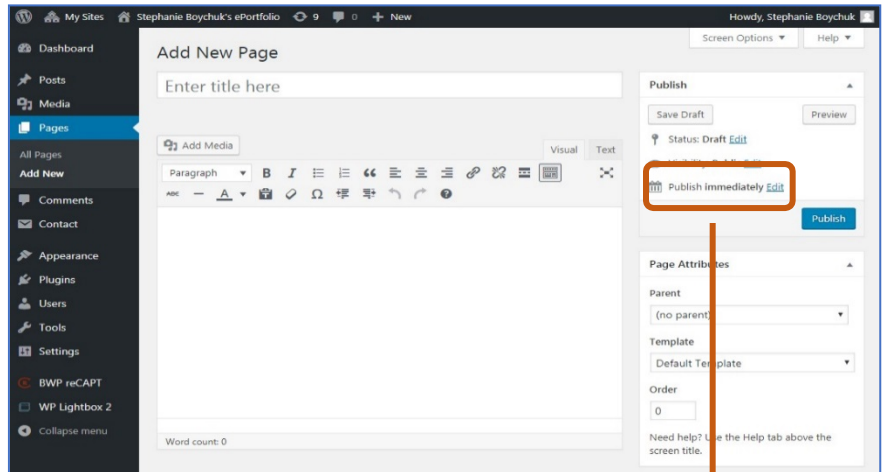 My Sites Stephanie Boychuk's ePortfolio 9 0 + New Howdy, Stephanie Boychuk
Screen Options ▼ Help ▼
Dashboard
Posts
Media
Pages
All Pages
Add New
Comments
Contact
Appearance
Plugins
Users
Tools
Settings
BWP reCAPT
WP Lightbox 2
Collapse menu
Add New Page
Enter title here
Add Media
Visual Text
Paragraph ▼ B I
ABC — A ▼ Ω
Word count: 0
Publish
Save Draft Preview
Status: Draft Edit
Publish immediately Edit
Publish
Page Attributes
Parent
(no parent)
Template
Default Template
Order
0
Need help? Use the Help tab above the
screen title.